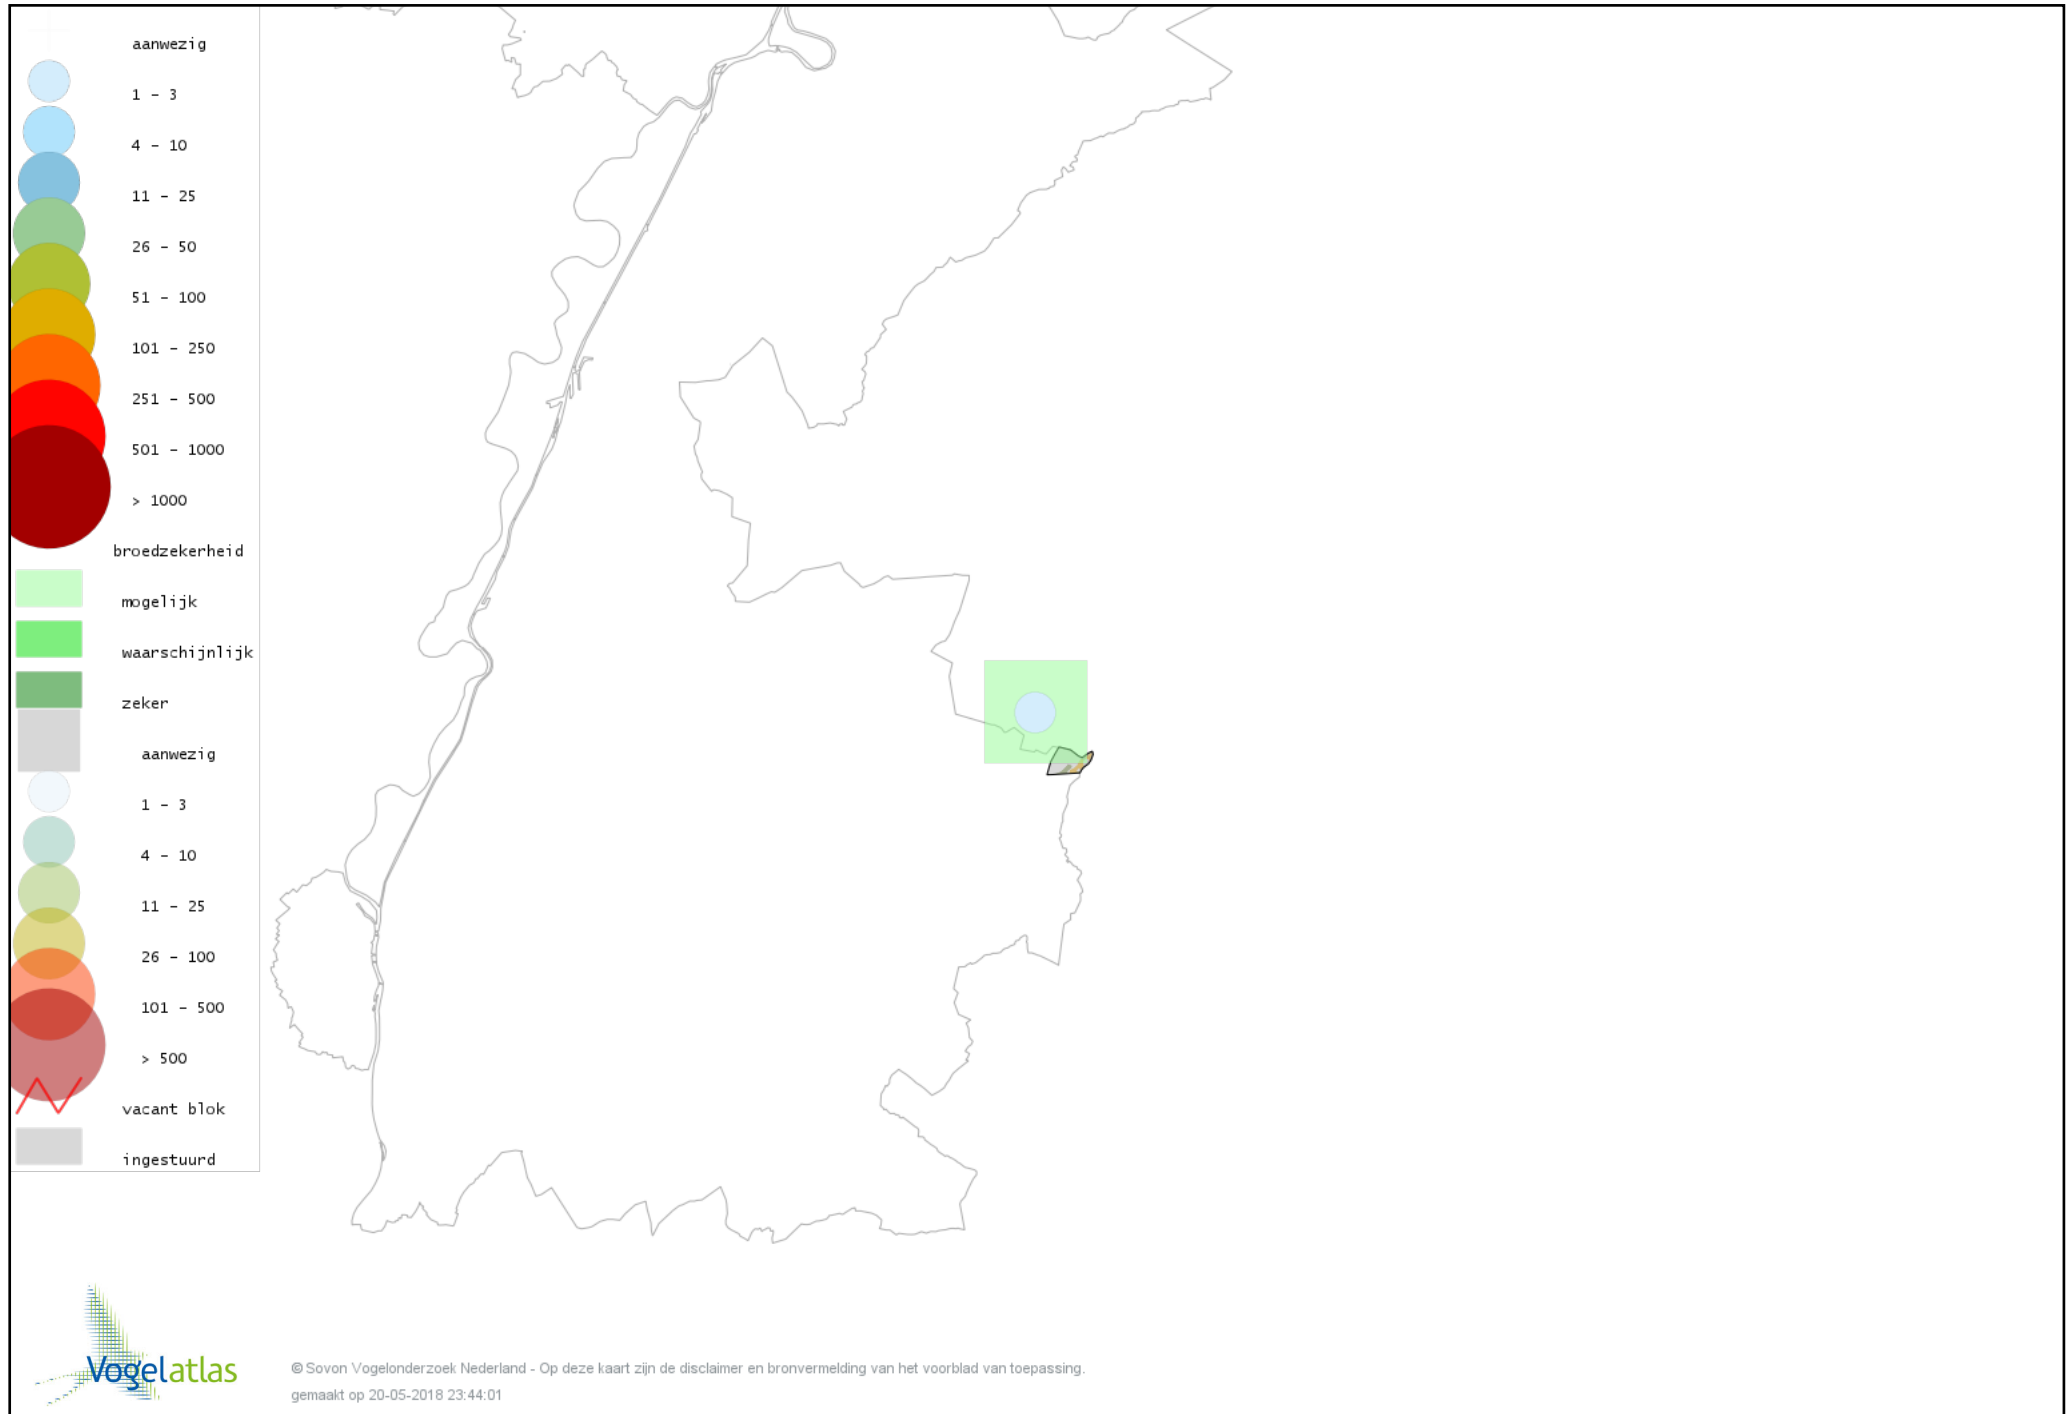 aanwezig
1 - 3
4 - 10
11 - 25
26 - 50
51 - 100
101 - 250
251 - 500
501 - 1000
> 1000
broedzekerheid
mogelijk
waarschijnlijk
zeker
aanwezig
1 - 3
4 - 10
11 - 25
26 - 100
101 - 500
> 500
vacant blok
ingestuurd
Vogelatlas
© Sovon Vogelonderzoek Nederland - Op deze kaart zijn de disclaimer en bronvermelding van het voorblad van toepassing.
gemaakt op 20-05-2018 23:44:01